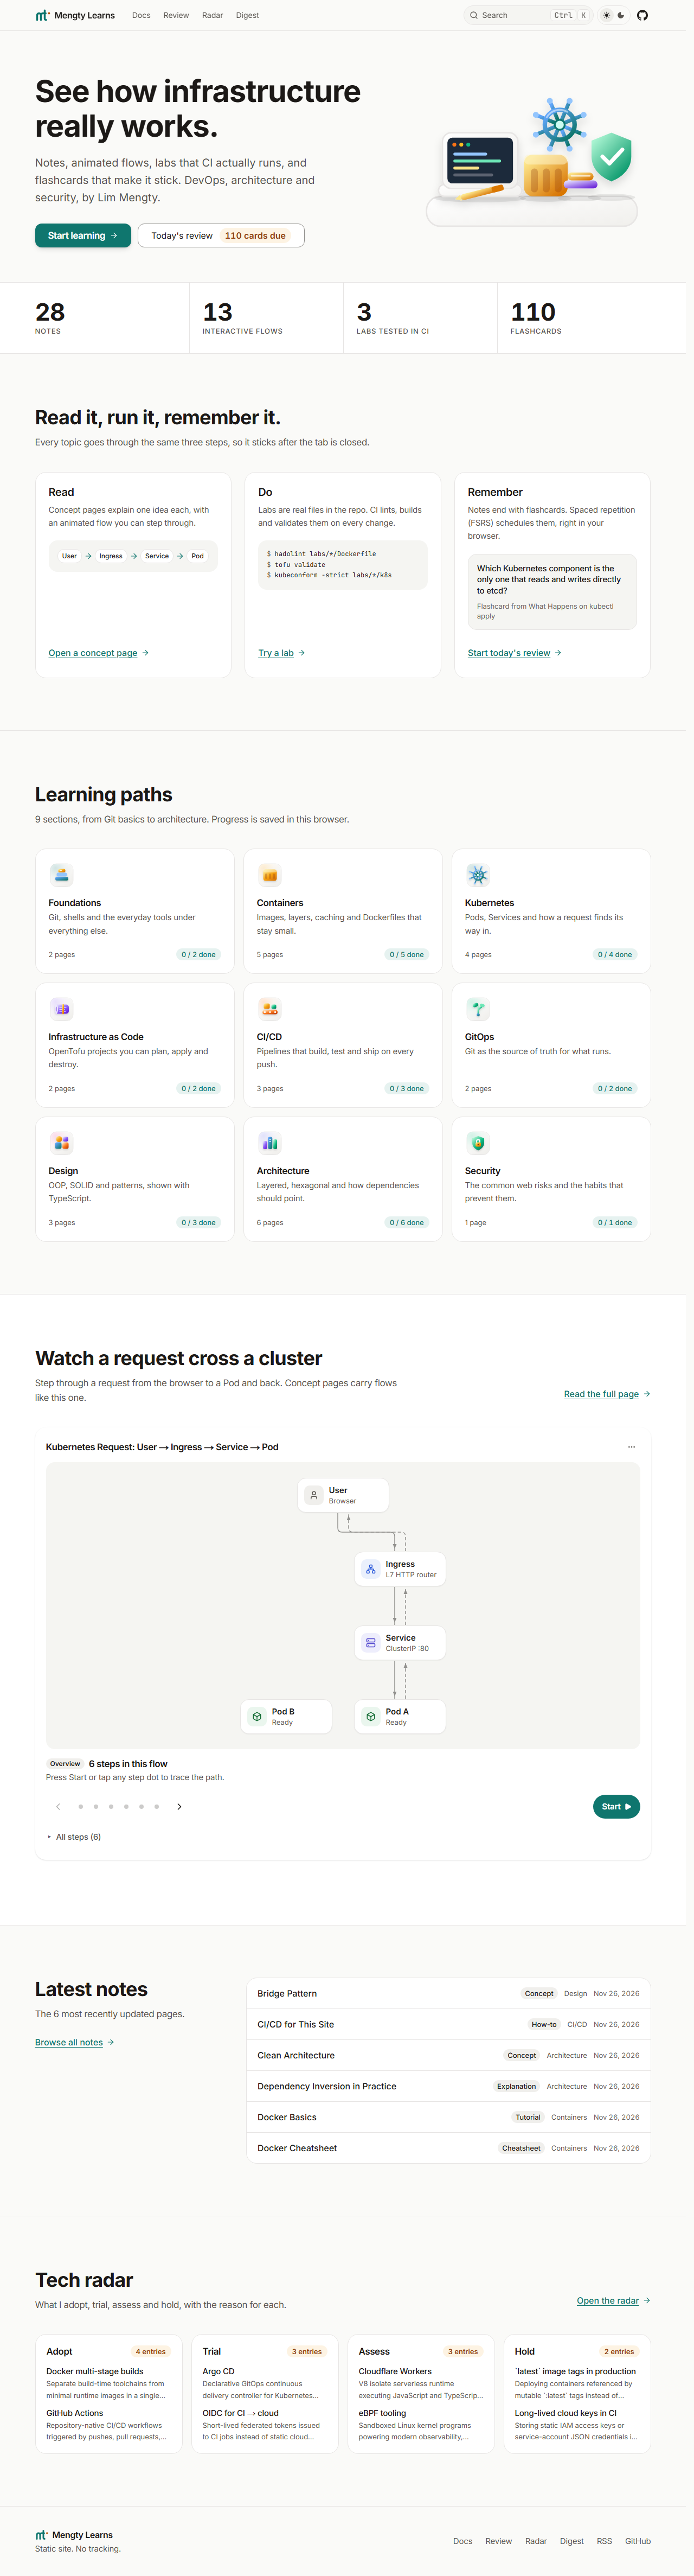 Mengty Learns
Docs
Review
Radar
Digest
Search
Ctrl
K
See how infrastructure
really works.
Notes, animated flows, labs that CI actually runs, and
flashcards that make it stick. DevOps, architecture and
security, by Lim Mengty.
Start learning →
Today's review 110 cards due
28
NOTES
13
INTERACTIVE FLOWS
3
LABS TESTED IN CI
110
FLASHCARDS
Read it, run it, remember it.
Every topic goes through the same three steps, so it sticks after the tab is closed.
Read
Concept pages explain one idea each, with
an animated flow you can step through.
User → Ingress → Service → Pod
Open a concept page →
Do
Labs are real files in the repo. CI lints, builds
and validates them on every change.
$ hadolint labs/*/Dockerfile
$ tofu validate
$ kubeconform -strict labs/*/k8s
Try a lab →
Remember
Notes end with flashcards. Spaced repetition
(FSRS) schedules them, right in your
browser.
Which Kubernetes component is the
only one that reads and writes directly
to etcd?
Flashcard from What Happens on kubectl
apply
Start today's review →
Learning paths
9 sections, from Git basics to architecture. Progress is saved in this browser.
Foundations
Git, shells and the everyday tools under
everything else.
2 pages
0 / 2 done
Containers
Images, layers, caching and Dockerfiles that
stay small.
5 pages
0 / 5 done
Kubernetes
Pods, Services and how a request finds its
way in.
4 pages
0 / 4 done
Infrastructure as Code
OpenTofu projects you can plan, apply and
destroy.
2 pages
0 / 2 done
CI/CD
Pipelines that build, test and ship on every
push.
3 pages
0 / 3 done
GitOps
Git as the source of truth for what runs.
2 pages
0 / 2 done
Design
OOP, SOLID and patterns, shown with
TypeScript.
3 pages
0 / 3 done
Architecture
Layered, hexagonal and how dependencies
should point.
6 pages
0 / 6 done
Security
The common web risks and the habits that
prevent them.
1 page
0 / 1 done
Watch a request cross a cluster
Step through a request from the browser to a Pod and back. Concept pages carry flows
like this one.
Read the full page →
Kubernetes Request: User → Ingress → Service → Pod
User
Browser
Ingress
L7 HTTP router
Service
ClusterIP :80
Pod B
Ready
Pod A
Ready
Overview 6 steps in this flow
Press Start or tap any step dot to trace the path.
Start
All steps (6)
Latest notes
The 6 most recently updated pages.
Browse all notes →
Bridge Pattern Concept Design Nov 26, 2026
CI/CD for This Site How-to CI/CD Nov 26, 2026
Clean Architecture Concept Architecture Nov 26, 2026
Dependency Inversion in Practice Explanation Architecture Nov 26, 2026
Docker Basics Tutorial Containers Nov 26, 2026
Docker Cheatsheet Cheatsheet Containers Nov 26, 2026
Tech radar
What I adopt, trial, assess and hold, with the reason for each.
Open the radar →
Adopt
4 entries
Docker multi-stage builds
Separate build-time toolchains from
minimal runtime images in a single...
GitHub Actions
Repository-native CI/CD workflows
triggered by pushes, pull requests,...
Trial
3 entries
Argo CD
Declarative GitOps continuous
delivery controller for Kubernetes...
OIDC for CI → cloud
Short-lived federated tokens issued
to CI jobs instead of static cloud...
Assess
3 entries
Cloudflare Workers
V8 isolate serverless runtime
executing JavaScript and TypeScrip...
eBPF tooling
Sandboxed Linux kernel programs
powering modern observability,...
Hold
2 entries
`latest` image tags in production
Deploying containers referenced by
mutable `:latest` tags instead of...
Long-lived cloud keys in CI
Storing static IAM access keys or
service-account JSON credentials i...
Mengty Learns
Static site. No tracking.
Docs
Review
Radar
Digest
RSS
GitHub